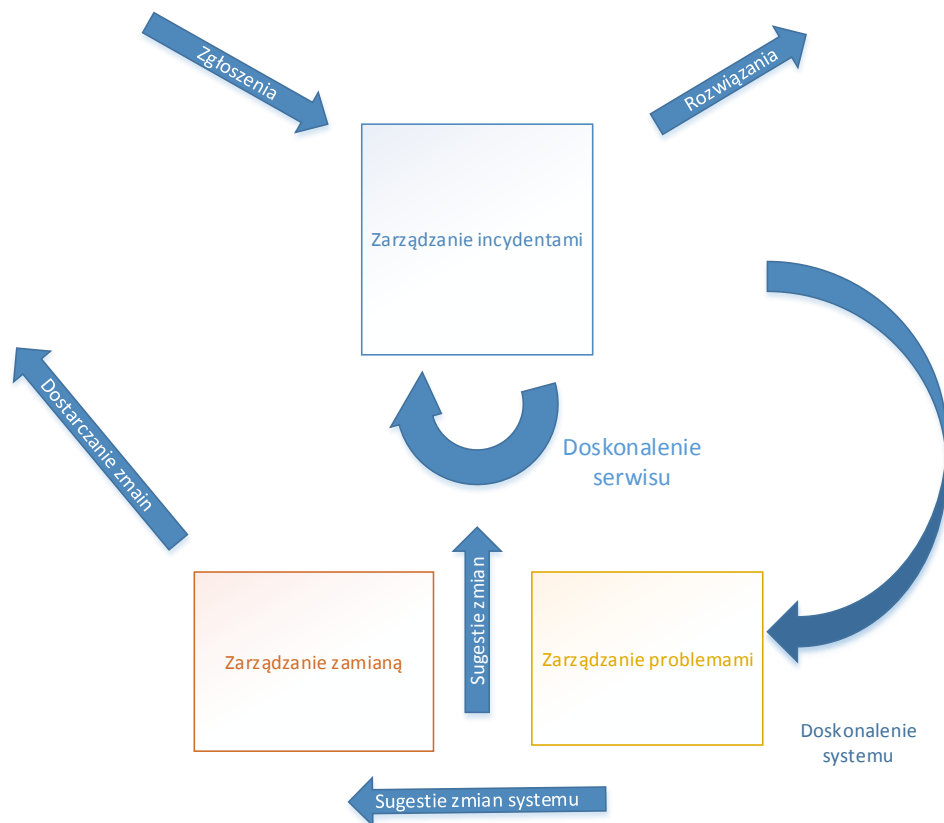 Zgłoszenia
Rozwiązania
Zarządzanie incydentami
Dostarczanie zmain
Doskonalenie
serwisu
Sugestie zmian
Zarządzanie zamianą
Zarządzanie problemami
Doskonalenie
systemu
Sugestie zmian systemu